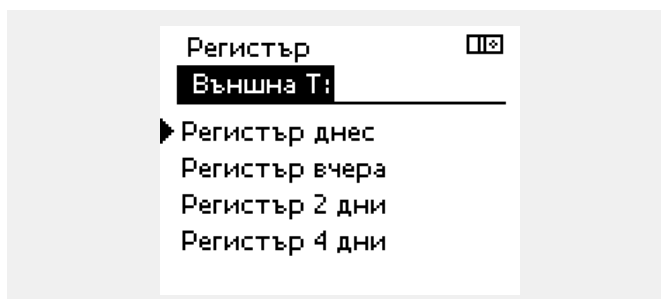 Регистър
Външна Т:
Регистър днес
Регистър вчера
Регистър 2 дни
Регистър 4 дни